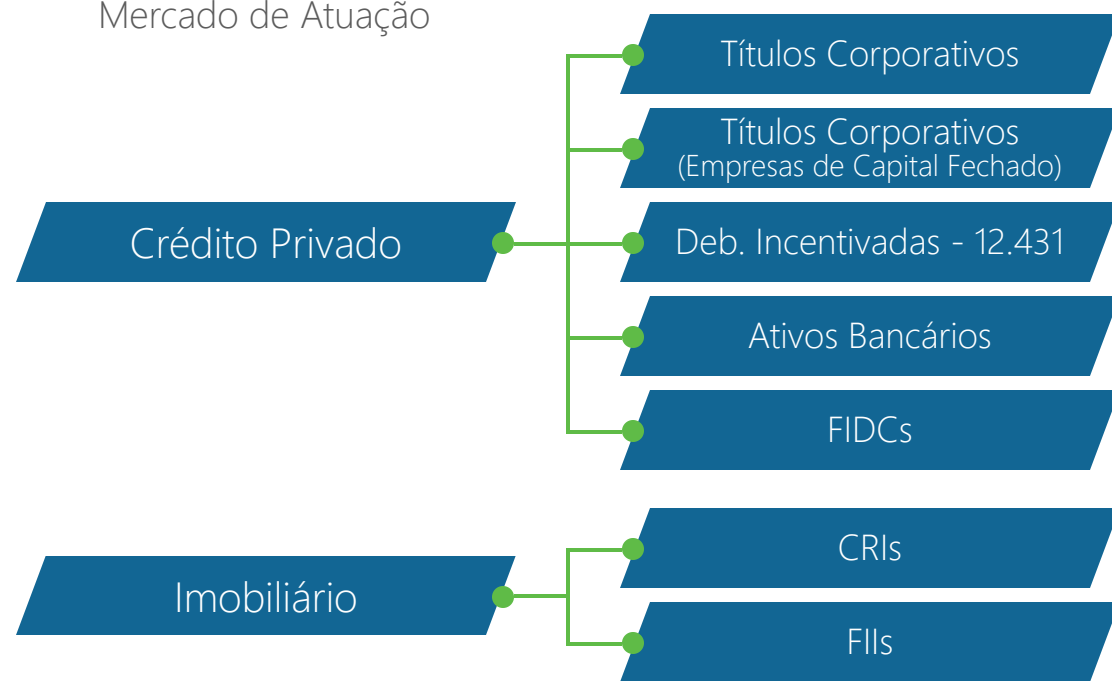 Mercado de Atuação
Crédito Privado
Títulos Corporativos
Títulos Corporativos
(Empresas de Capital Fechado)
Deb. Incentivadas - 12.431
Ativos Bancários
FIDCs
Imobiliário
CRIs
FIIs